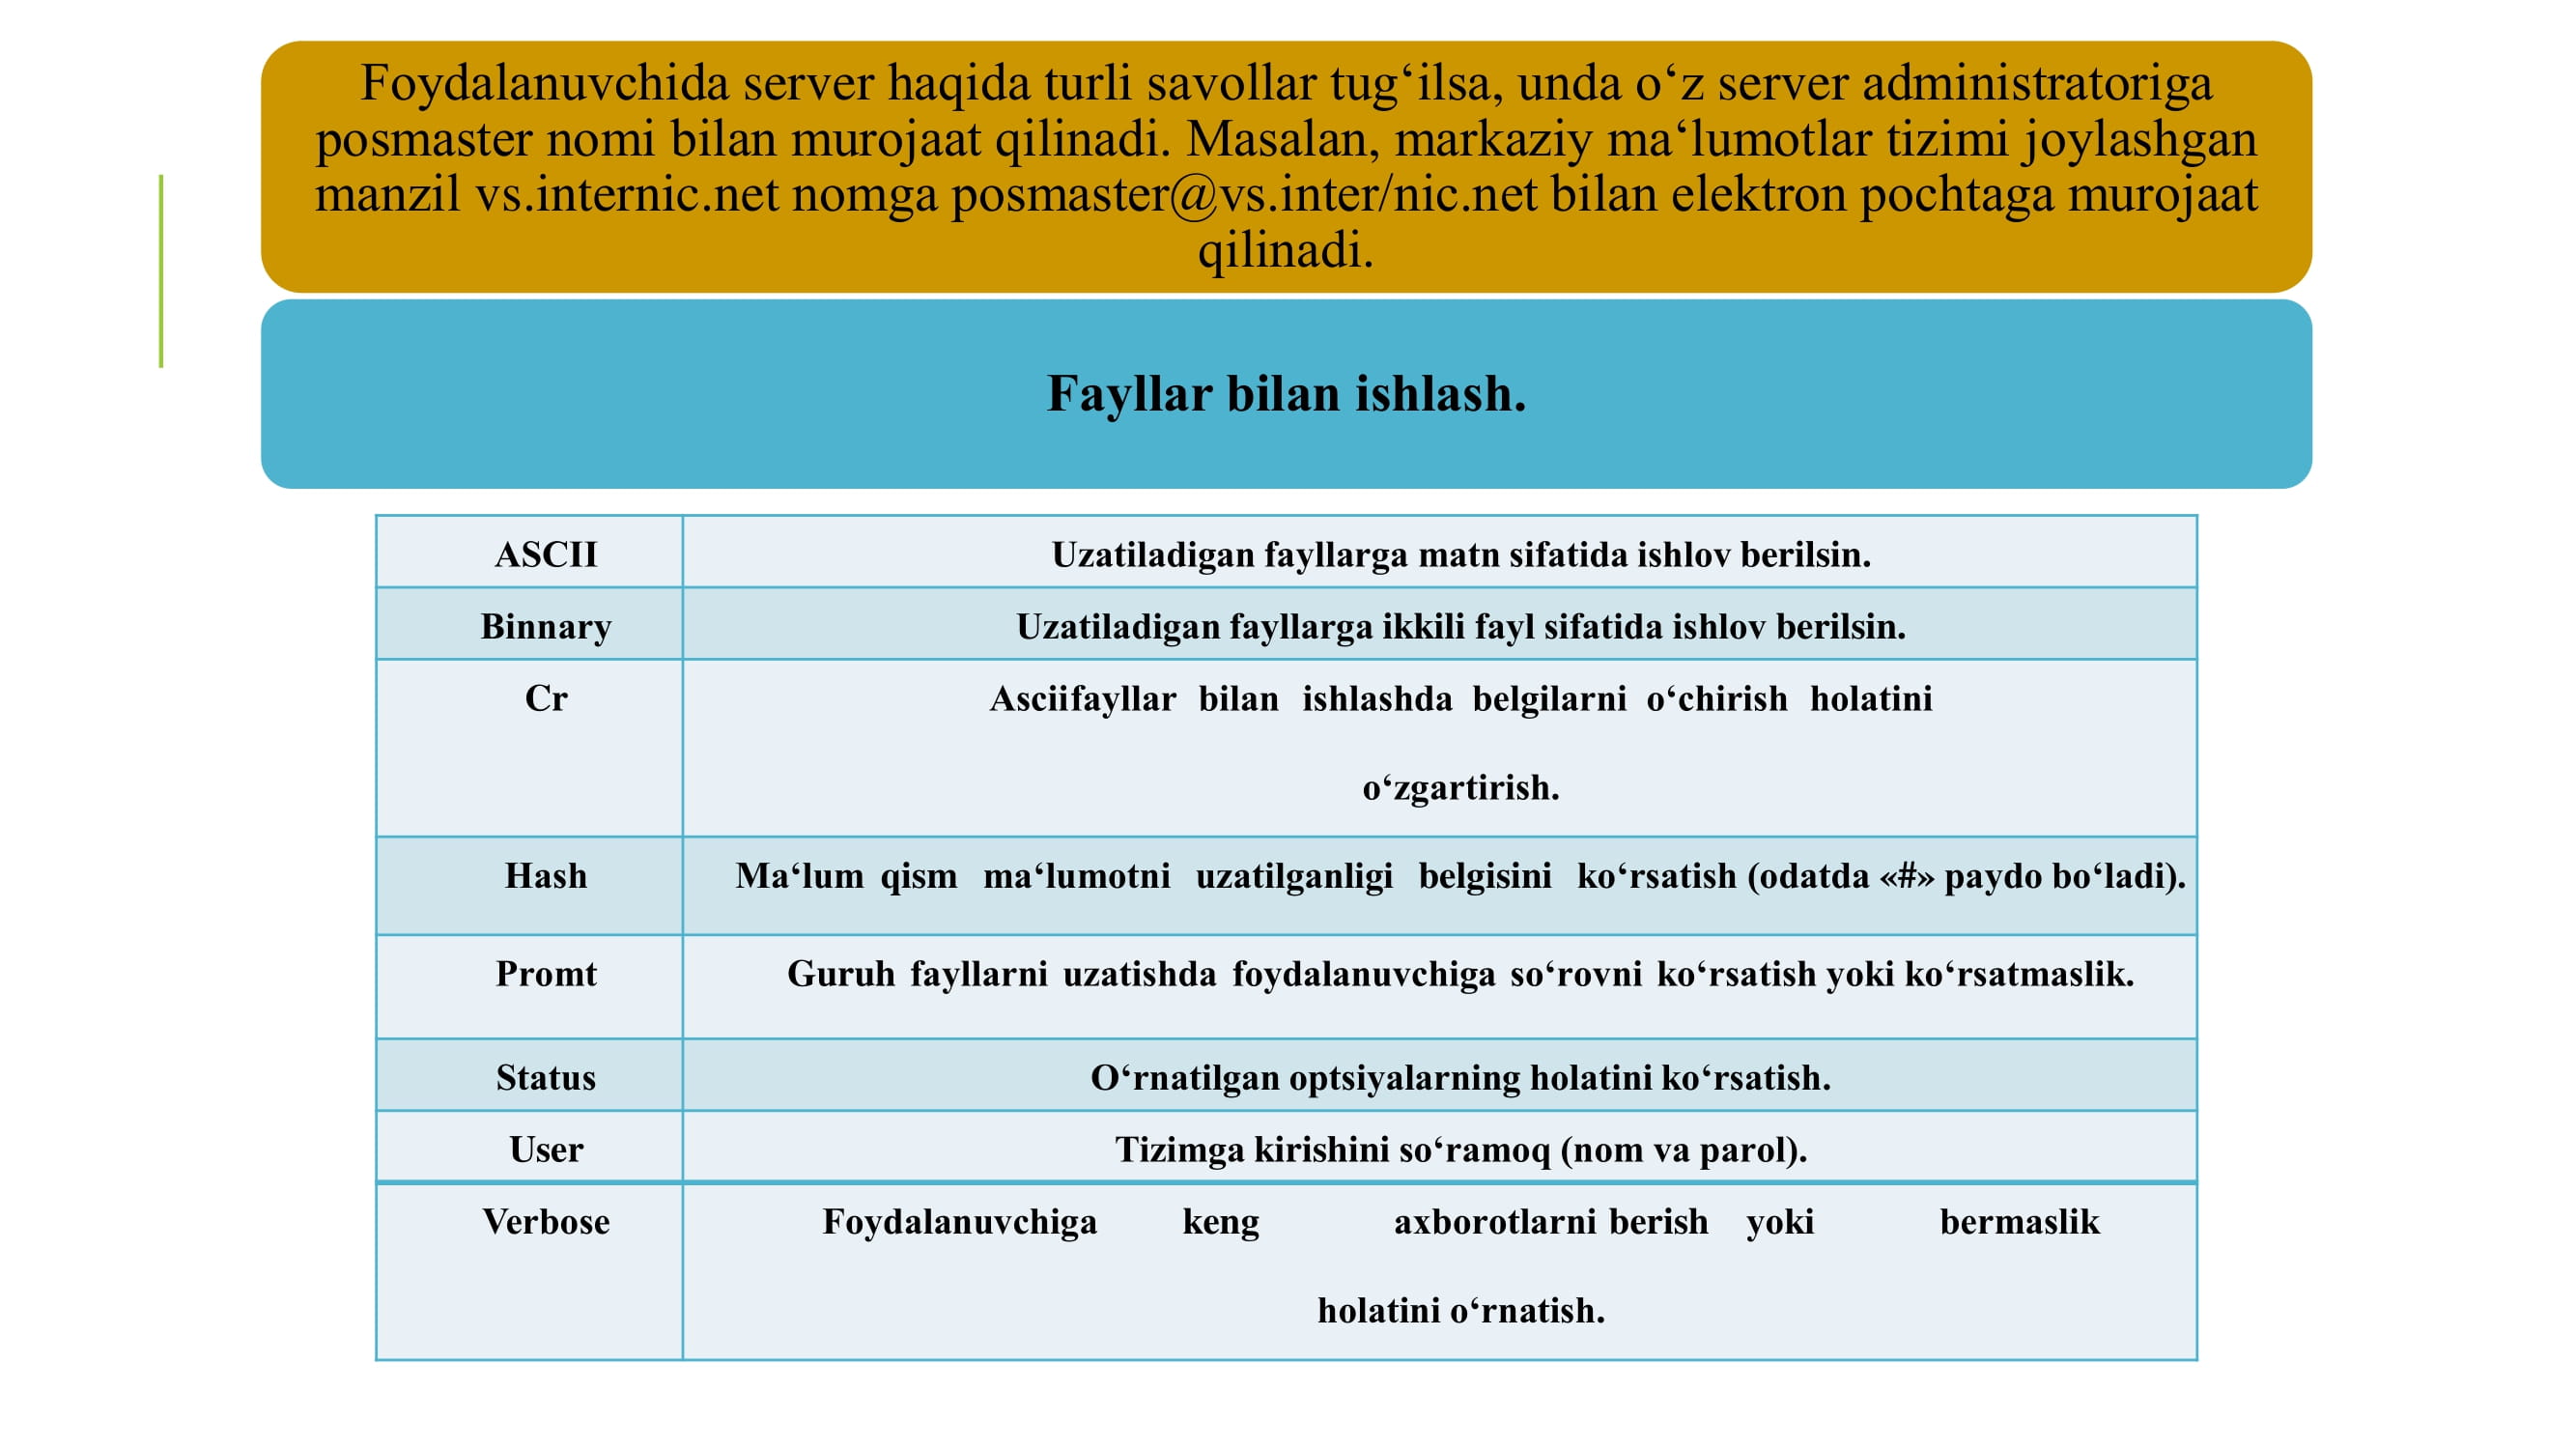 Foydalanuvchida server haqida turli savollar tug‘ilsa, unda o‘z server administratoriga
posmaster nomi bilan murojaat qilinadi. Masalan, markaziy ma‘lumotlar tizimi joylashgan
manzil vs.internic.net nomga posmaster@vs.inter/nic.net bilan elektron pochtaga murojaat
qilinadi.
Fayllar bilan ishlash.
ASCII Uzatiladigan fayllarga matn sifatida ishlov berilsin.
Binnary Uzatiladigan fayllarga ikkili fayl sifatida ishlov berilsin.
Cr Asciifayllar bilan ishlashda belgilarni o‘chirish holatini
o‘zgartirish.
Hash Ma‘lum qism ma‘lumotni uzatilganligi belgisini ko‘rsatish (odatda «#» paydo bo‘ladi).
Promt Guruh fayllarni uzatishda foydalanuvchiga so‘rovni ko‘rsatish yoki ko‘rsatmaslik.
Status O‘rnatilgan optsiyalarning holatini ko‘rsatish.
User Tizimga kirishini so‘ramoq (nom va parol).
Verbose Foydalanuvchiga keng axborotlarni berish yoki bermaslik
holatini o‘rnatish.